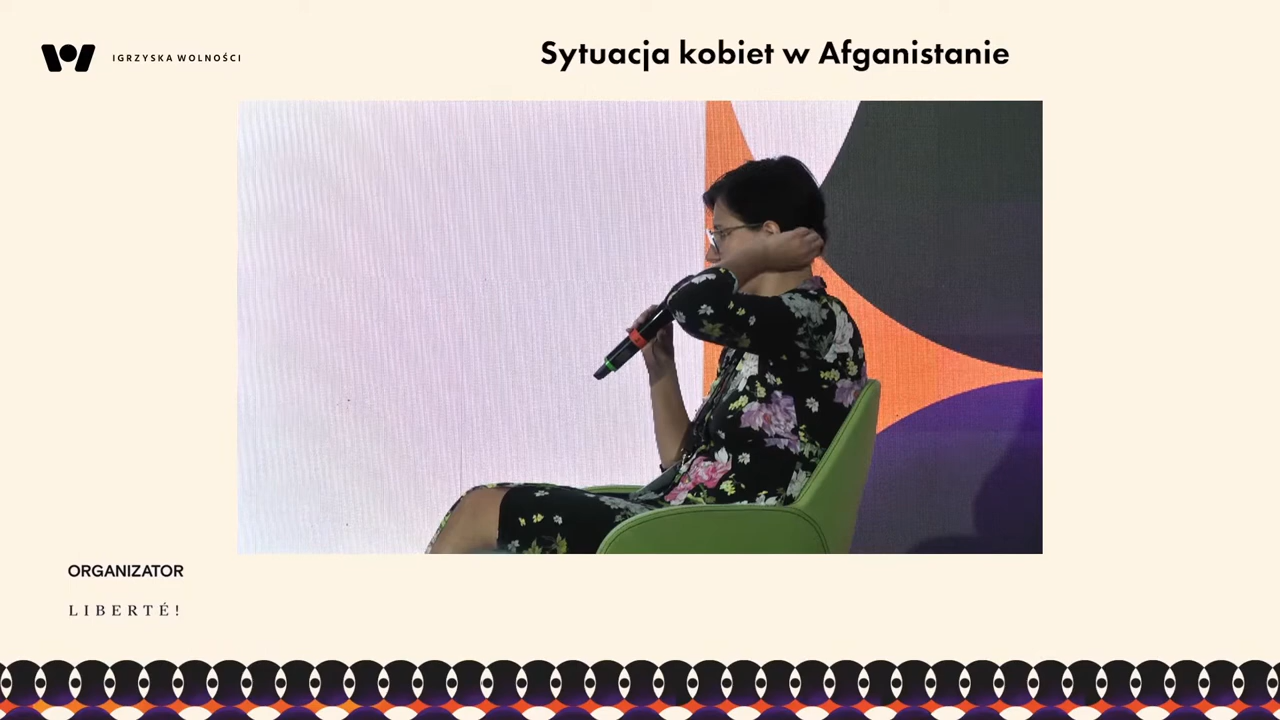 IGRZYSKA WOLNOŚCI
Sytuacja kobiet w Afganistanie
ORGANIZATOR
LIBERTÉ!